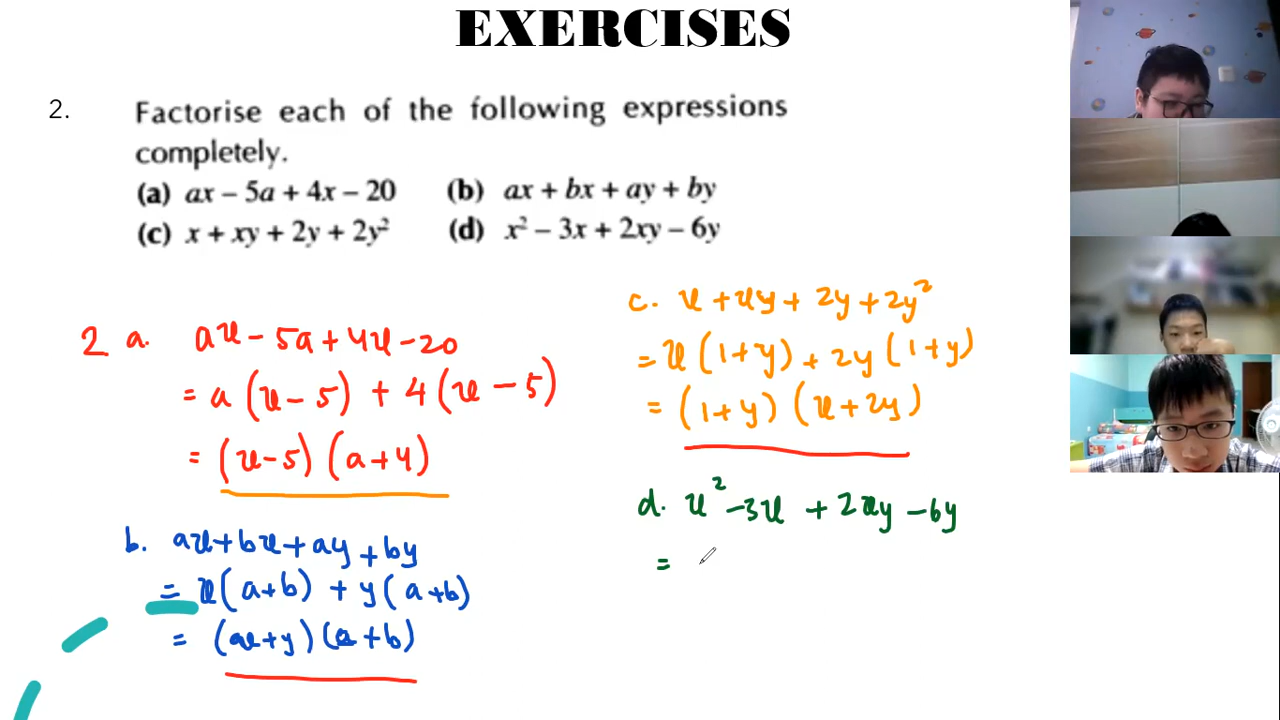 EXERCISES
2. Factorise each of the following expressions
completely.
(a) ax – 5a + 4x – 20 (b) ax + bx + ay + by
(c) x + xy + 2y + 2y² (d) x² – 3x + 2xy – 6y
2 a. ax - 5a + 4x - 20
= a (x - 5) + 4 (x - 5)
= (x - 5) (a + 4)
b. ax + bx + ay + by
= x (a + b) + y (a + b)
= (x + y) (a + b)
c. x + xy + 2y + 2y²
= x (1 + y) + 2y (1 + y)
= (1 + y) (x + 2y)
d. x² - 3x + 2xy - 6y
=